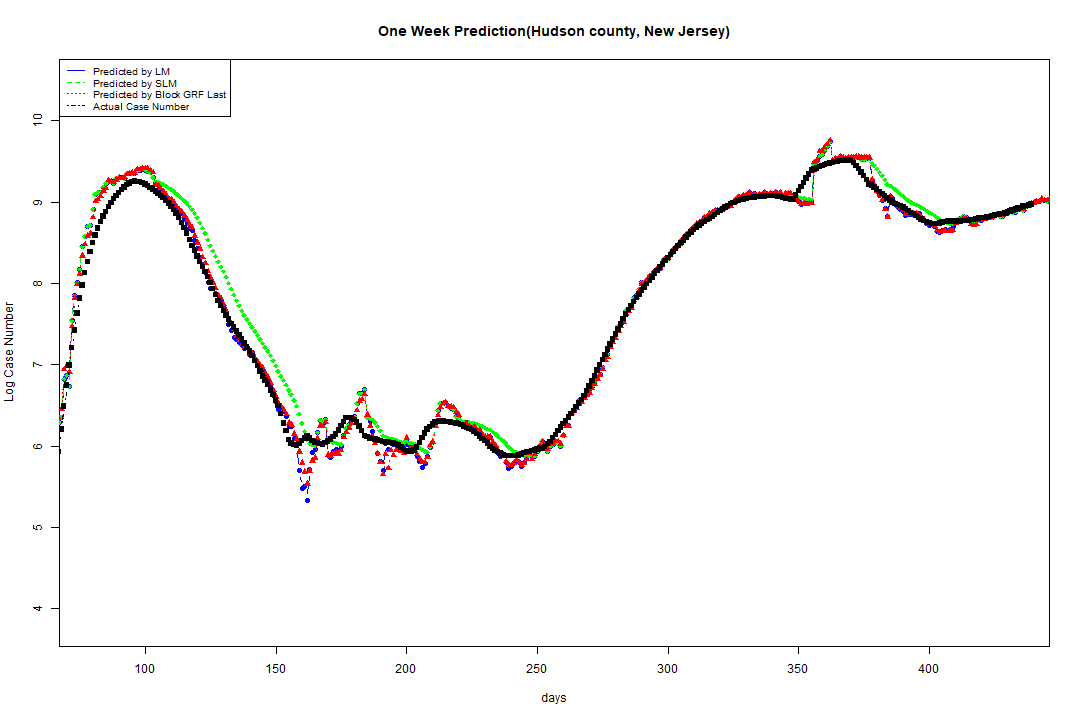 One Week Prediction(Hudson county, New Jersey)
Predicted by LM
Predicted by SLM
Predicted by Block GRF Last
Actual Case Number
Log Case Number
10
9
8
7
6
5
4
100 150 200 250 300 350 400
days